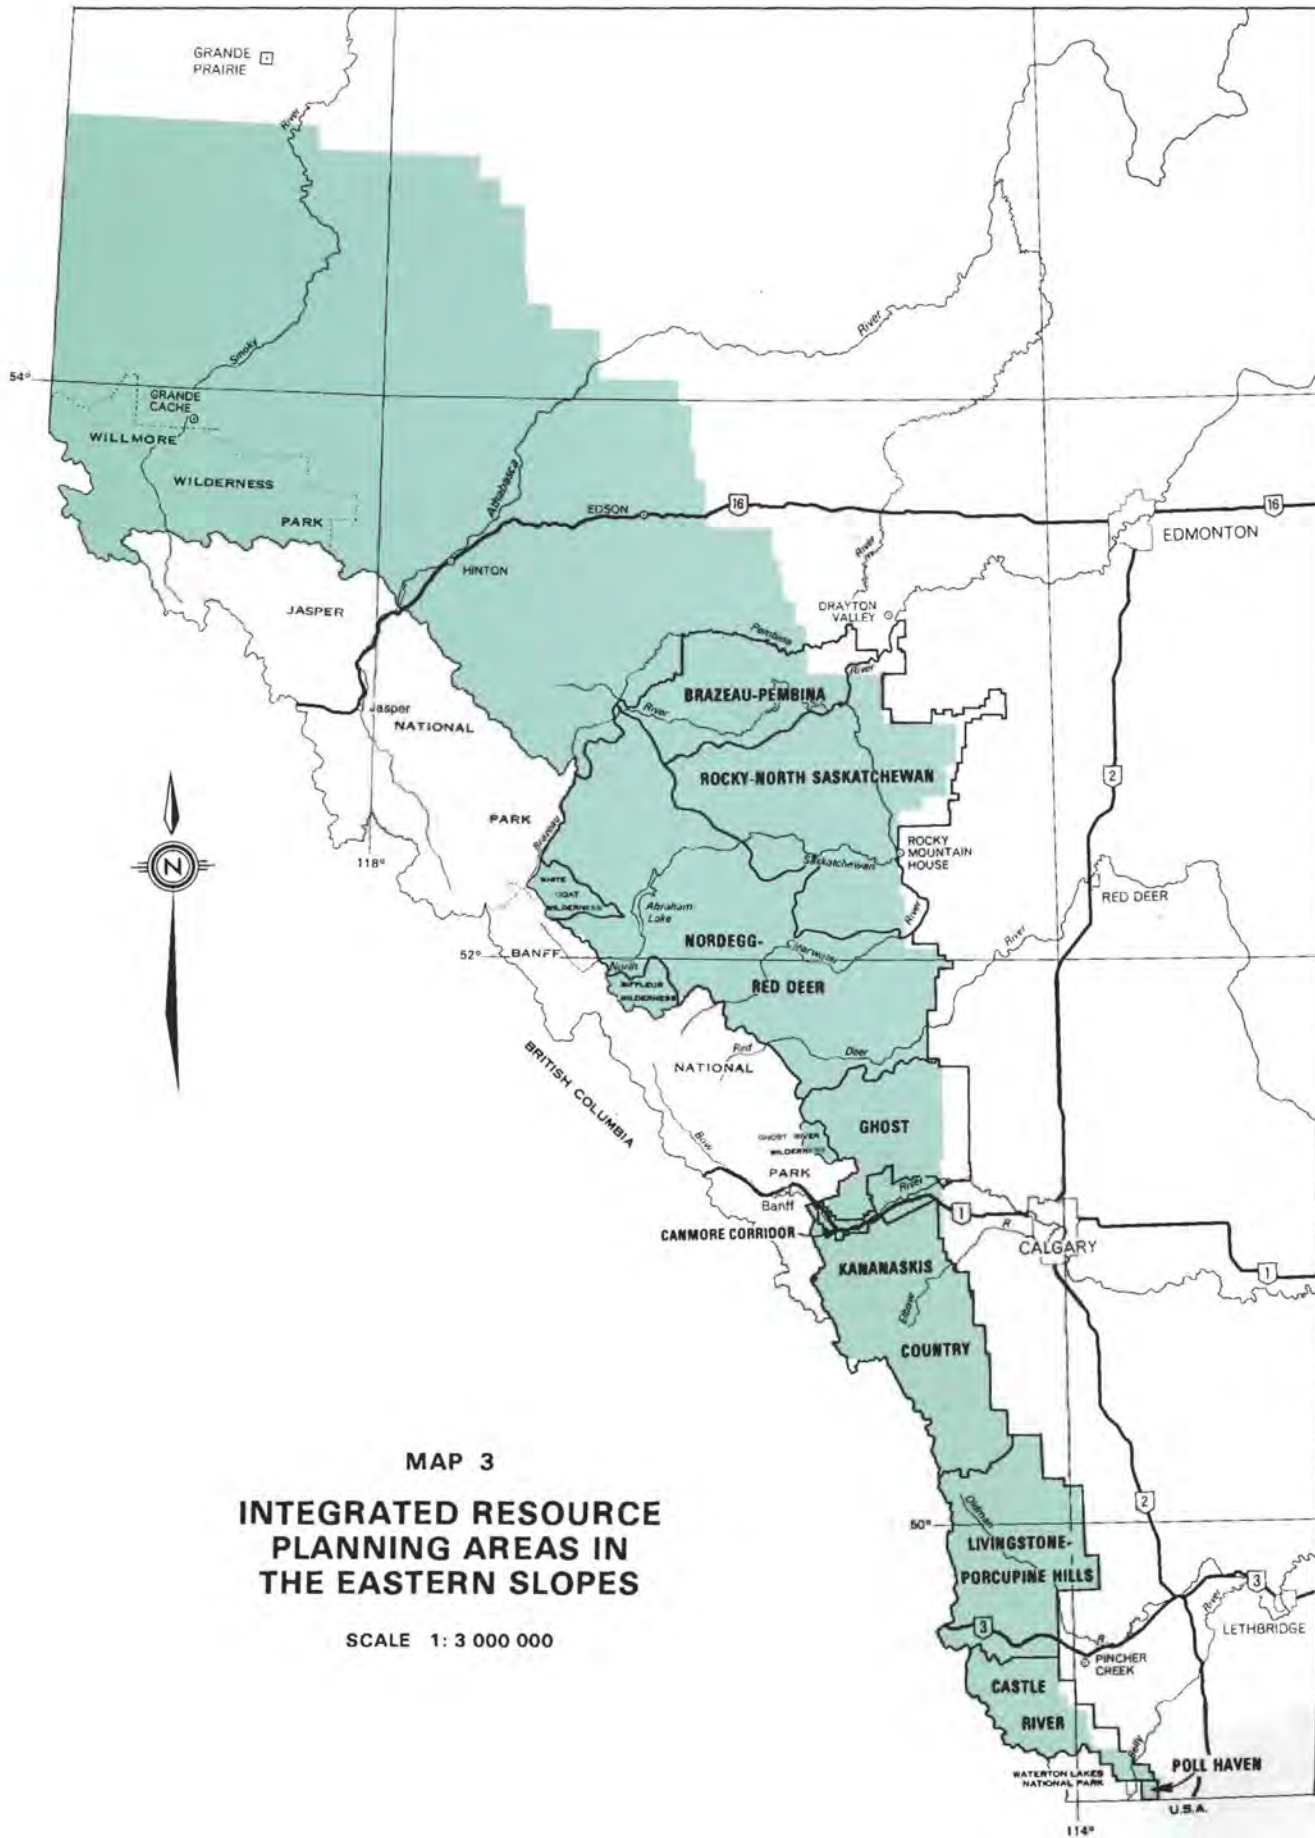 GRANDE
PRAIRIE
River
Smoky
River
54°
GRANDE
CACHE
WILLMORE
WILDERNESS
PARK
Athabasca
EDSON
16
16
EDMONTON
HINTON
River
JASPER
DRAYTON
VALLEY
Pembina
River
BRAZEAU-PEMBINA
River
Jasper
NATIONAL
ROCKY-NORTH SASKATCHEWAN
2
PARK
Brazeau
N
118°
ROCKY
MOUNTAIN
HOUSE
Saskatchewan
WHITE
GOAT
WILDERNESS
Abraham
Lake
RED DEER
River
River
NORDEGG-
Clearwater
52°
BANFF
North
SIFFLEUR
WILDERNESS
RED DEER
BRITISH COLUMBIA
Red
Deer
NATIONAL
GHOST
GHOST RIVER
WILDERNESS
Bow
PARK
River
Banff
1
R
CANMORE CORRIDOR
CALGARY
KANANASKIS
1
Elbow
COUNTRY
MAP 3
INTEGRATED RESOURCE
PLANNING AREAS IN
THE EASTERN SLOPES
SCALE 1: 3 000 000
2
Oldman
50°
LIVINGSTONE-
PORCUPINE HILLS
3
River
3
LETHBRIDGE
R.
PINCHER
CREEK
CASTLE
RIVER
Belly
POLL HAVEN
WATERTON LAKES
NATIONAL PARK
U.S.A.
114°